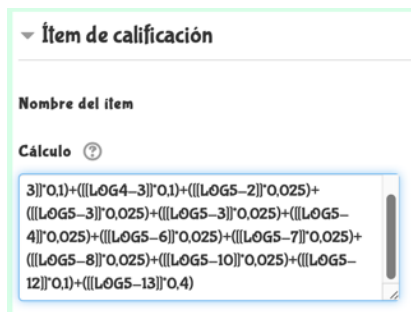 Ítem de calificación
Nombre del item
Cálculo ?
3]]*0,1)+([[LOG4-3]]*0,1)+([[LOG5-2]]*0,025)+
([[LOG5-3]]*0,025)+([[LOG5-3]]*0,025)+([[LOG5-
4]]*0,025)+([[LOG5-6]]*0,025)+([[LOG5-7]]*0,025)+
([[LOG5-8]]*0,025)+([[LOG5-10]]*0,025)+([[LOG5-
12]]*0,1)+([[LOG5-13]]*0,4)